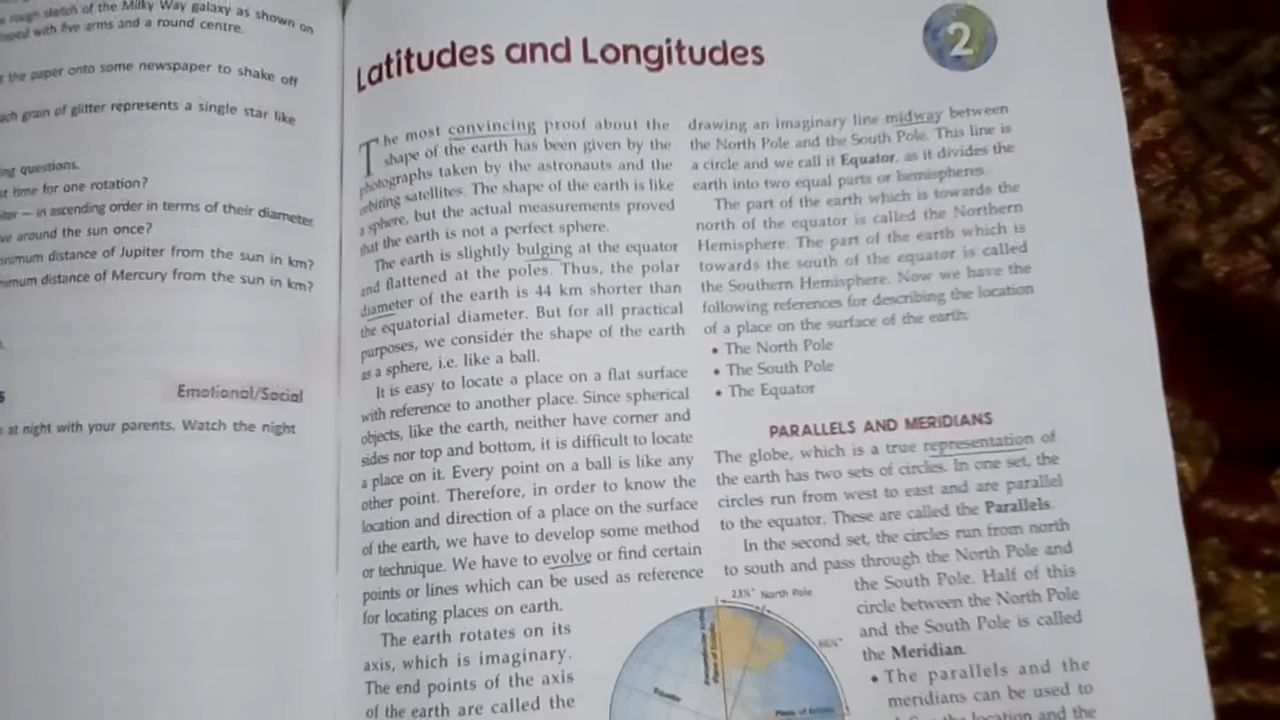 rough sketch of the Milky Way galaxy as shown on
with five arms and a round centre.
the paper onto some newspaper to shake off
ach grain of glitter represents a single star like
ing questions.
time for one rotation?
— in ascending order in terms of their diameter
ve around the sun once?
nimum distance of Jupiter from the sun in km?
nimum distance of Mercury from the sun in km?
Emotional/Social
at night with your parents. Watch the night
2
Latitudes and Longitudes
The most convincing proof about the
shape of the earth has been given by the
photographs taken by the astronauts and the
orbiting satellites. The shape of the earth is like
a sphere, but the actual measurements proved
that the earth is not a perfect sphere.
The earth is slightly bulging at the equator
and flattened at the poles. Thus, the polar
diameter of the earth is 44 km shorter than
the equatorial diameter. But for all practical
purposes, we consider the shape of the earth
as a sphere, i.e. like a ball.
It is easy to locate a place on a flat surface
with reference to another place. Since spherical
objects, like the earth, neither have corner and
sides nor top and bottom, it is difficult to locate
a place on it. Every point on a ball is like any
other point. Therefore, in order to know the
location and direction of a place on the surface
of the earth, we have to develop some method
or technique. We have to evolve or find certain
points or lines which can be used as reference
for locating places on earth.
The earth rotates on its
axis, which is imaginary.
The end points of the axis
of the earth are called the
drawing an imaginary line midway between
the North Pole and the South Pole. This line is
a circle and we call it Equator, as it divides the
earth into two equal parts or hemispheres.
The part of the earth which is towards the
north of the equator is called the Northern
Hemisphere. The part of the earth which is
towards the south of the equator is called
the Southern Hemisphere. Now we have the
following references for describing the location
of a place on the surface of the earth:
• The North Pole
• The South Pole
• The Equator
PARALLELS AND MERIDIANS
The globe, which is a true representation of
the earth has two sets of circles. In one set, the
circles run from west to east and are parallel
to the equator. These are called the Parallels.
In the second set, the circles run from north
to south and pass through the North Pole and
the South Pole. Half of this
circle between the North Pole
and the South Pole is called
the Meridian.
• The parallels and the
meridians can be used to
location and the
23½° North Pole
66½°
Equator